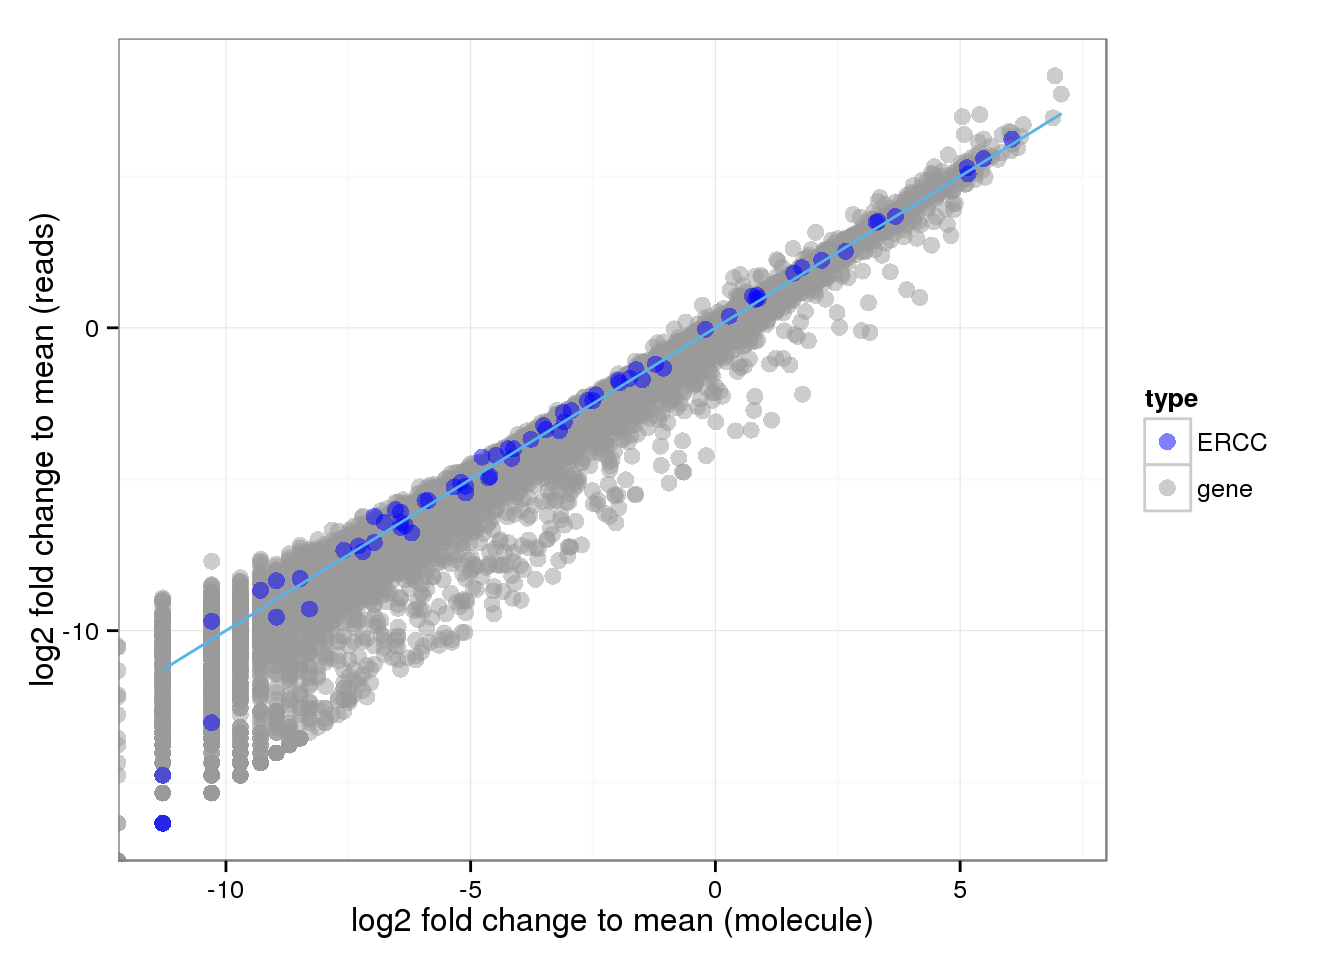 log2 fold change to mean (reads)
0
-10
-10
-5
0
5
log2 fold change to mean (molecule)
type
ERCC
gene